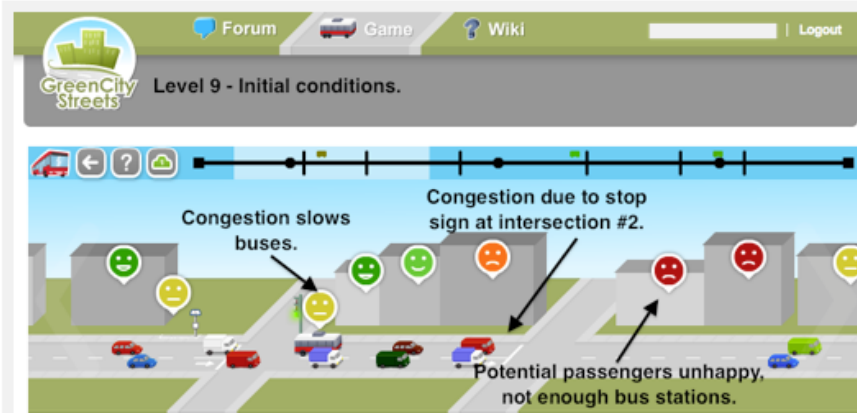 Forum
Game
Wiki
| Logout
GreenCity
Streets
Level 9 - Initial conditions.
?
Congestion slows
buses.
Congestion due to stop
sign at intersection #2.
Potential passengers unhappy,
not enough bus stations.